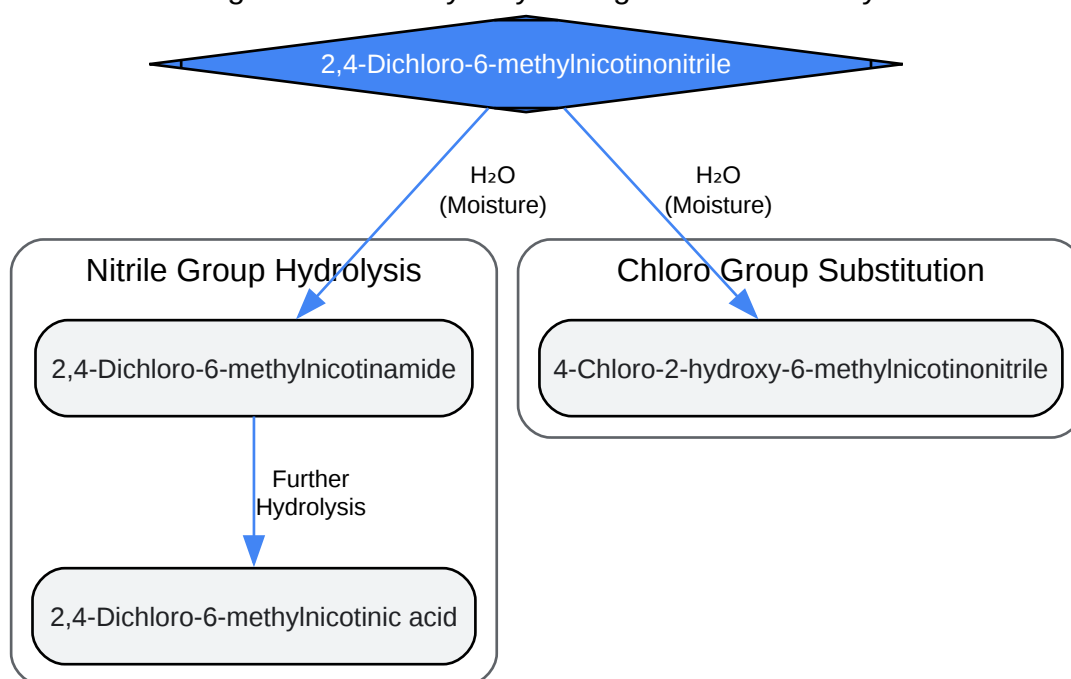 2,4-Dichloro-6-methylnicotinonitrile
H₂O
(Moisture)
H₂O
(Moisture)
Nitrile Group Hydrolysis
Chloro Group Substitution
2,4-Dichloro-6-methylnicotinamide
4-Chloro-2-hydroxy-6-methylnicotinonitrile
Further
Hydrolysis
2,4-Dichloro-6-methylnicotinic acid